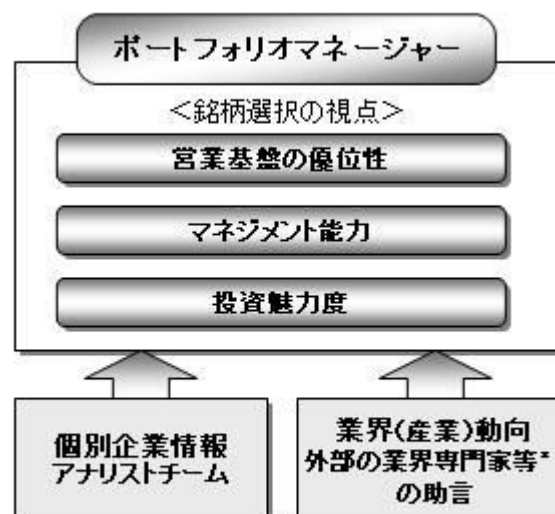 ポートフォリオマネージャー
＜銘柄選択の視点＞
営業基盤の優位性
マネジメント能力
投資魅力度
個別企業情報
アナリストチーム
業界(産業)動向
外部の業界専門家等*
の助言